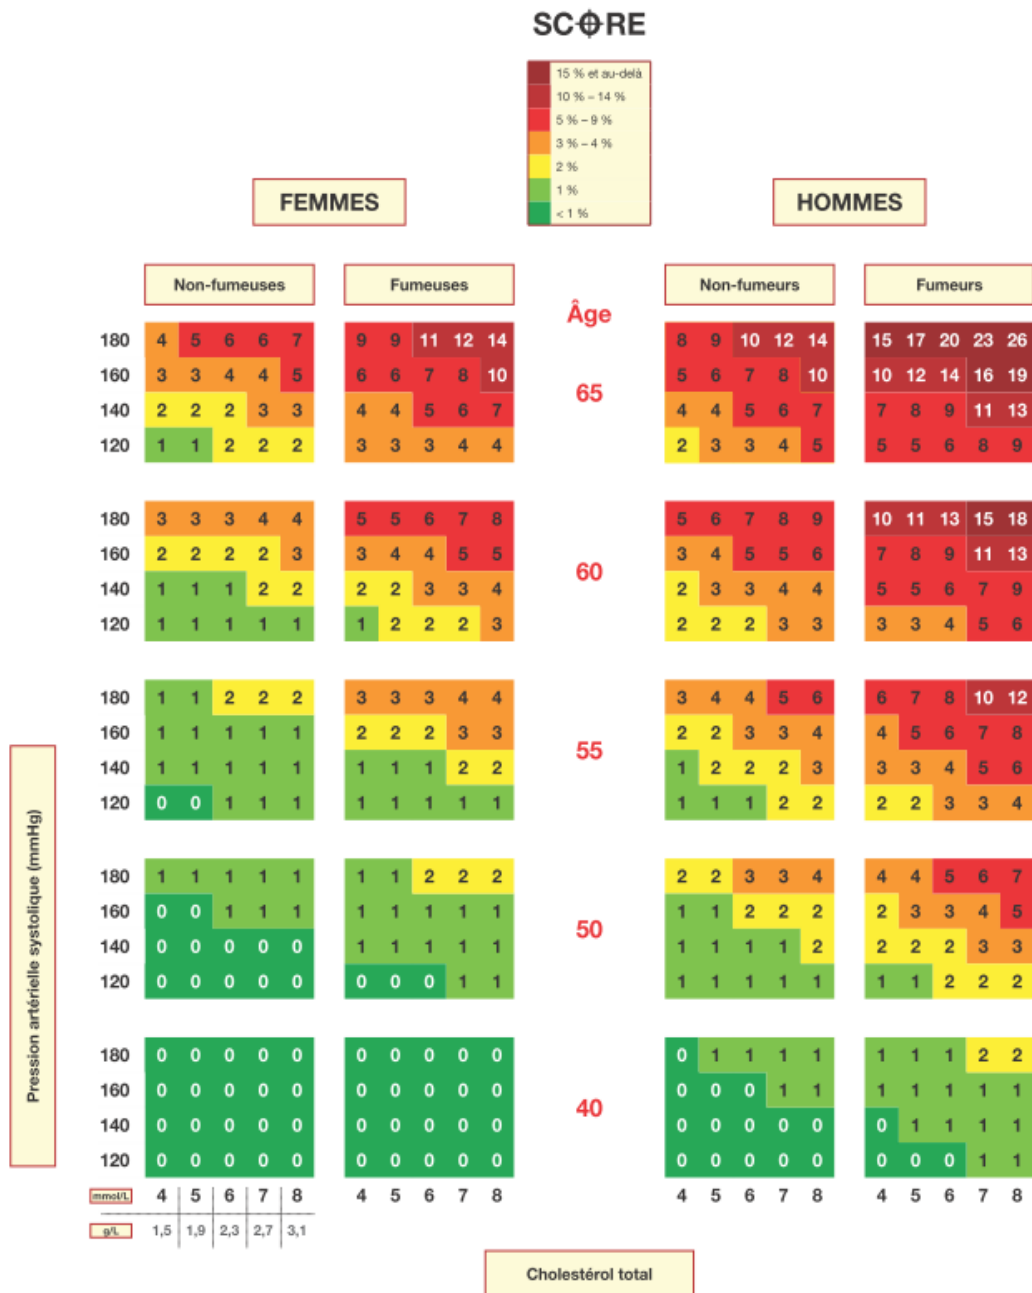 SCORE
15 % et au-delà
10 % – 14 %
5 % – 9 %
3 % – 4 %
2 %
1 %
< 1 %
FEMMES HOMMES
Non-fumeuses Fumeuses Non-fumeurs Fumeurs
Âge
180 4 5 6 6 7 9 9 11 12 14 8 9 10 12 14 15 17 20 23 26
160 3 3 4 4 5 6 6 7 8 10 65 5 6 7 8 10 10 12 14 16 19
140 2 2 2 3 3 4 4 5 6 7 4 4 5 6 7 7 8 9 11 13
120 1 1 2 2 2 3 3 3 4 4 2 3 3 4 5 5 5 6 8 9
180 3 3 3 4 4 5 5 6 7 8 5 6 7 8 9 10 11 13 15 18
160 2 2 2 2 3 3 4 4 5 5 60 3 4 5 5 6 7 8 9 11 13
140 1 1 1 2 2 2 2 3 3 4 2 3 3 4 4 5 5 6 7 9
120 1 1 1 1 1 1 2 2 2 3 2 2 2 3 3 3 3 4 5 6
180 1 1 2 2 2 3 3 3 4 4 3 4 4 5 6 6 7 8 10 12
160 1 1 1 1 1 2 2 2 3 3 55 2 2 3 3 4 4 5 6 7 8
140 1 1 1 1 1 1 1 1 2 2 1 2 2 2 3 3 3 4 5 6
120 0 0 1 1 1 1 1 1 1 1 1 1 1 2 2 2 2 3 3 4
180 1 1 1 1 1 1 1 2 2 2 2 2 3 3 4 4 4 5 6 7
160 0 0 1 1 1 1 1 1 1 1 50 1 1 2 2 2 2 3 3 4 5
140 0 0 0 0 0 1 1 1 1 1 1 1 1 1 2 2 2 2 3 3
120 0 0 0 0 0 0 0 0 1 1 1 1 1 1 1 1 1 2 2 2
180 0 0 0 0 0 0 0 0 0 0 0 1 1 1 1 1 1 1 2 2
160 0 0 0 0 0 0 0 0 0 0 40 0 0 0 1 1 1 1 1 1 1
140 0 0 0 0 0 0 0 0 0 0 0 0 0 0 0 0 1 1 1 1
120 0 0 0 0 0 0 0 0 0 0 0 0 0 0 0 0 0 0 1 1
mmol/L 4 5 6 7 8 4 5 6 7 8 4 5 6 7 8 4 5 6 7 8
g/L 1,5 1,9 2,3 2,7 3,1
Pression artérielle systolique (mmHg)
Cholestérol total